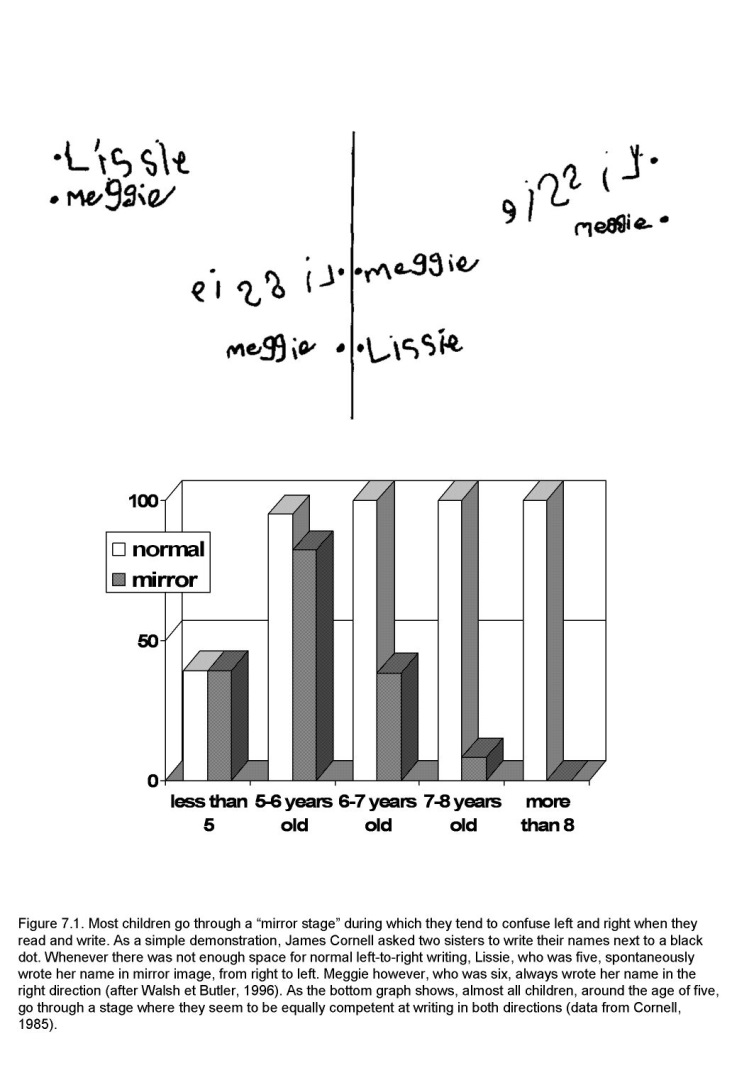 •Lissie
•meggie
Lissie•
meggie •
Lissie• •meggie
meggie • •Lissie
100
normal
mirror
50
0
less than 5
5-6 years old
6-7 years old
7-8 years old
more than 8
Figure 7.1. Most children go through a “mirror stage” during which they tend to confuse left and right when they
read and write. As a simple demonstration, James Cornell asked two sisters to write their names next to a black
dot. Whenever there was not enough space for normal left-to-right writing, Lissie, who was five, spontaneously
wrote her name in mirror image, from right to left. Meggie however, who was six, always wrote her name in the
right direction (after Walsh et Butler, 1996). As the bottom graph shows, almost all children, around the age of five,
go through a stage where they seem to be equally competent at writing in both directions (data from Cornell,
1985).